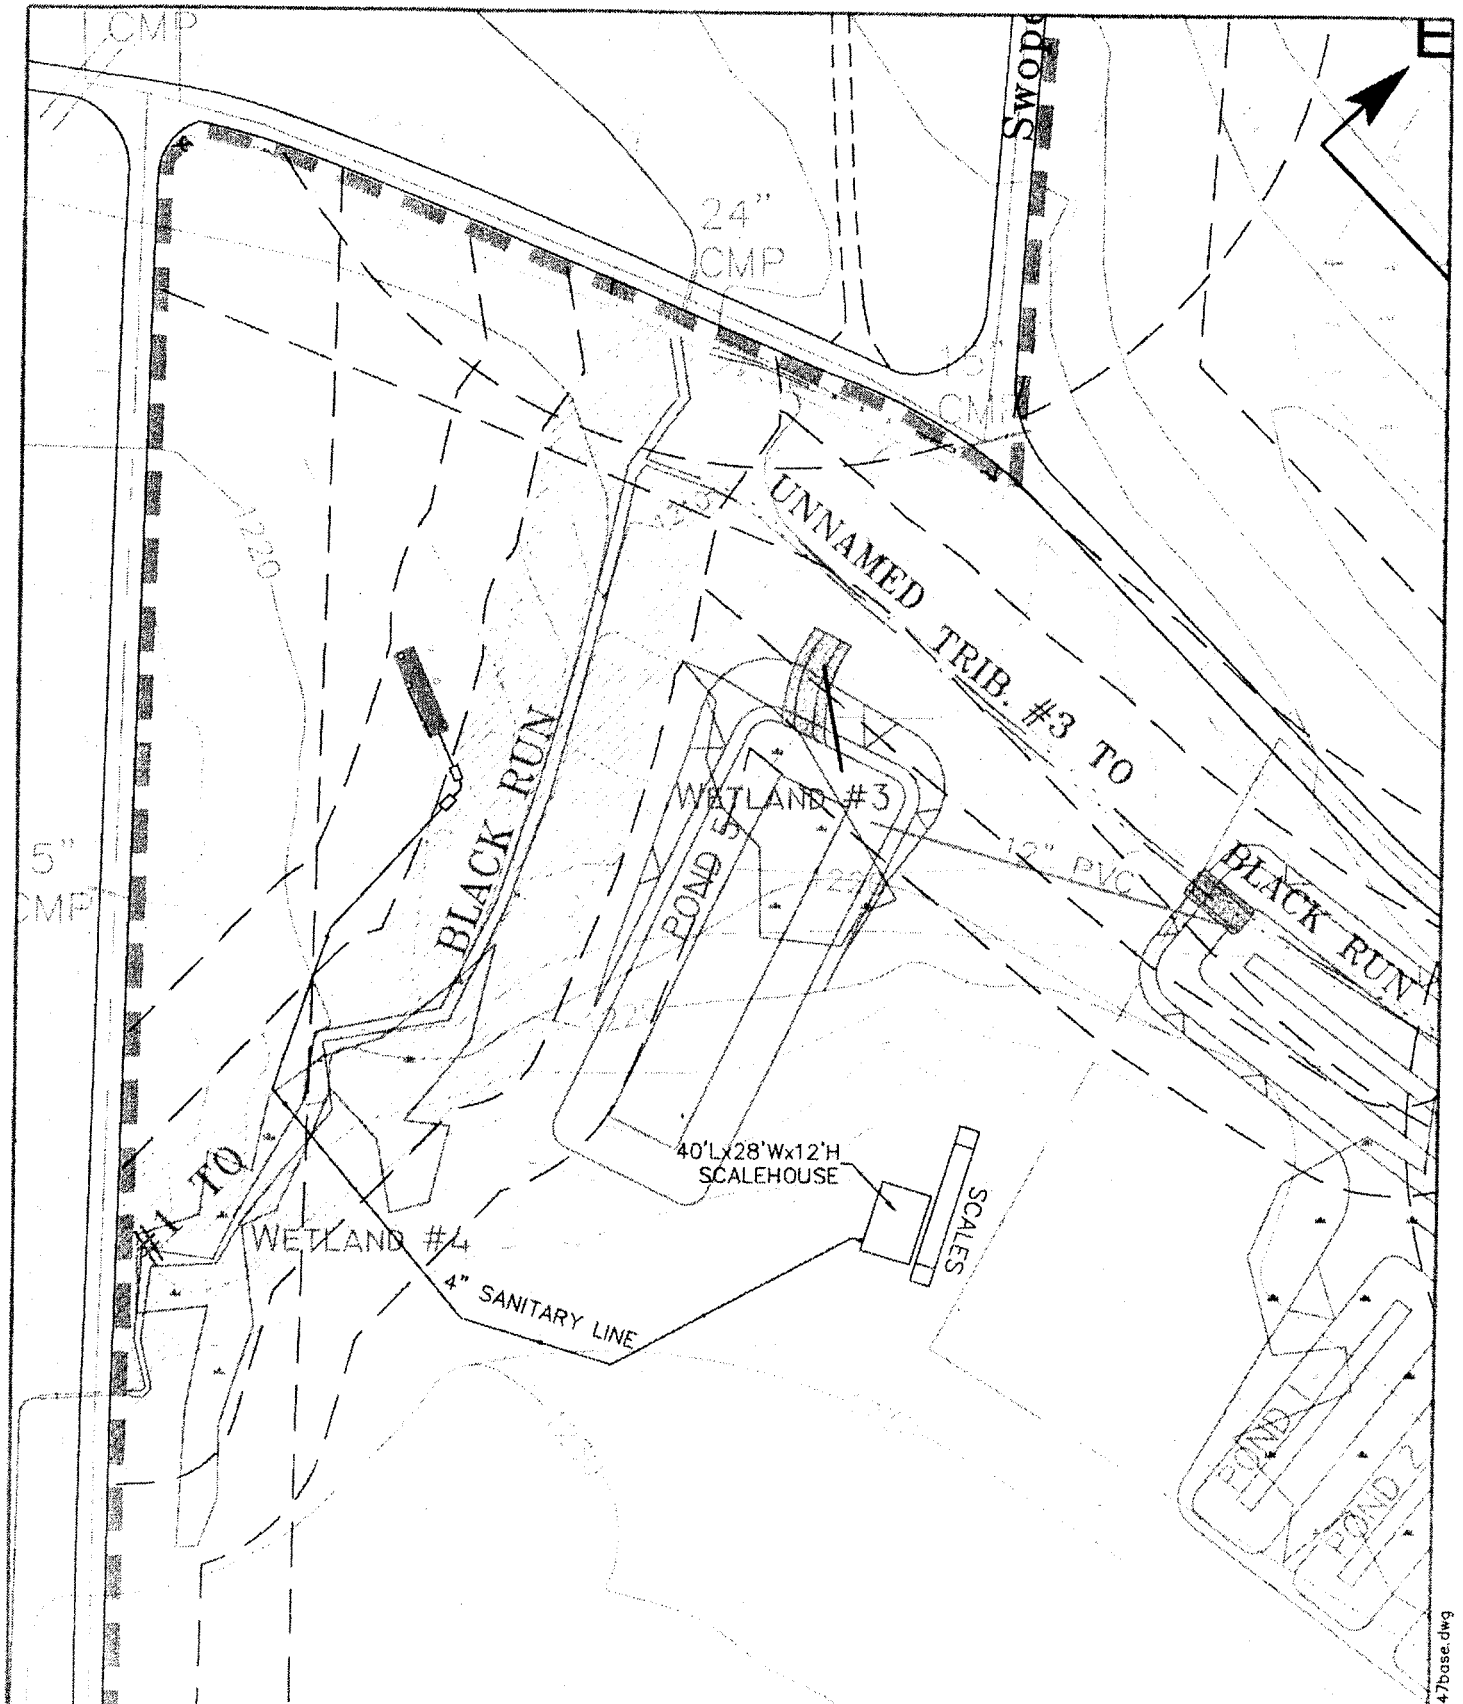 CMP
Swope
24"
CMP
15"
CM
1220
UNNAMED TRIB. #3 TO
BLACK RUN
BLACK RUN
WETLAND #3
POND 5
12" PVC
5"
CMP
#1 TO
WETLAND #4
40'Lx28'Wx12'H
SCALEHOUSE
SCALES
4" SANITARY LINE
POND 1
POND 2
47base.dwg